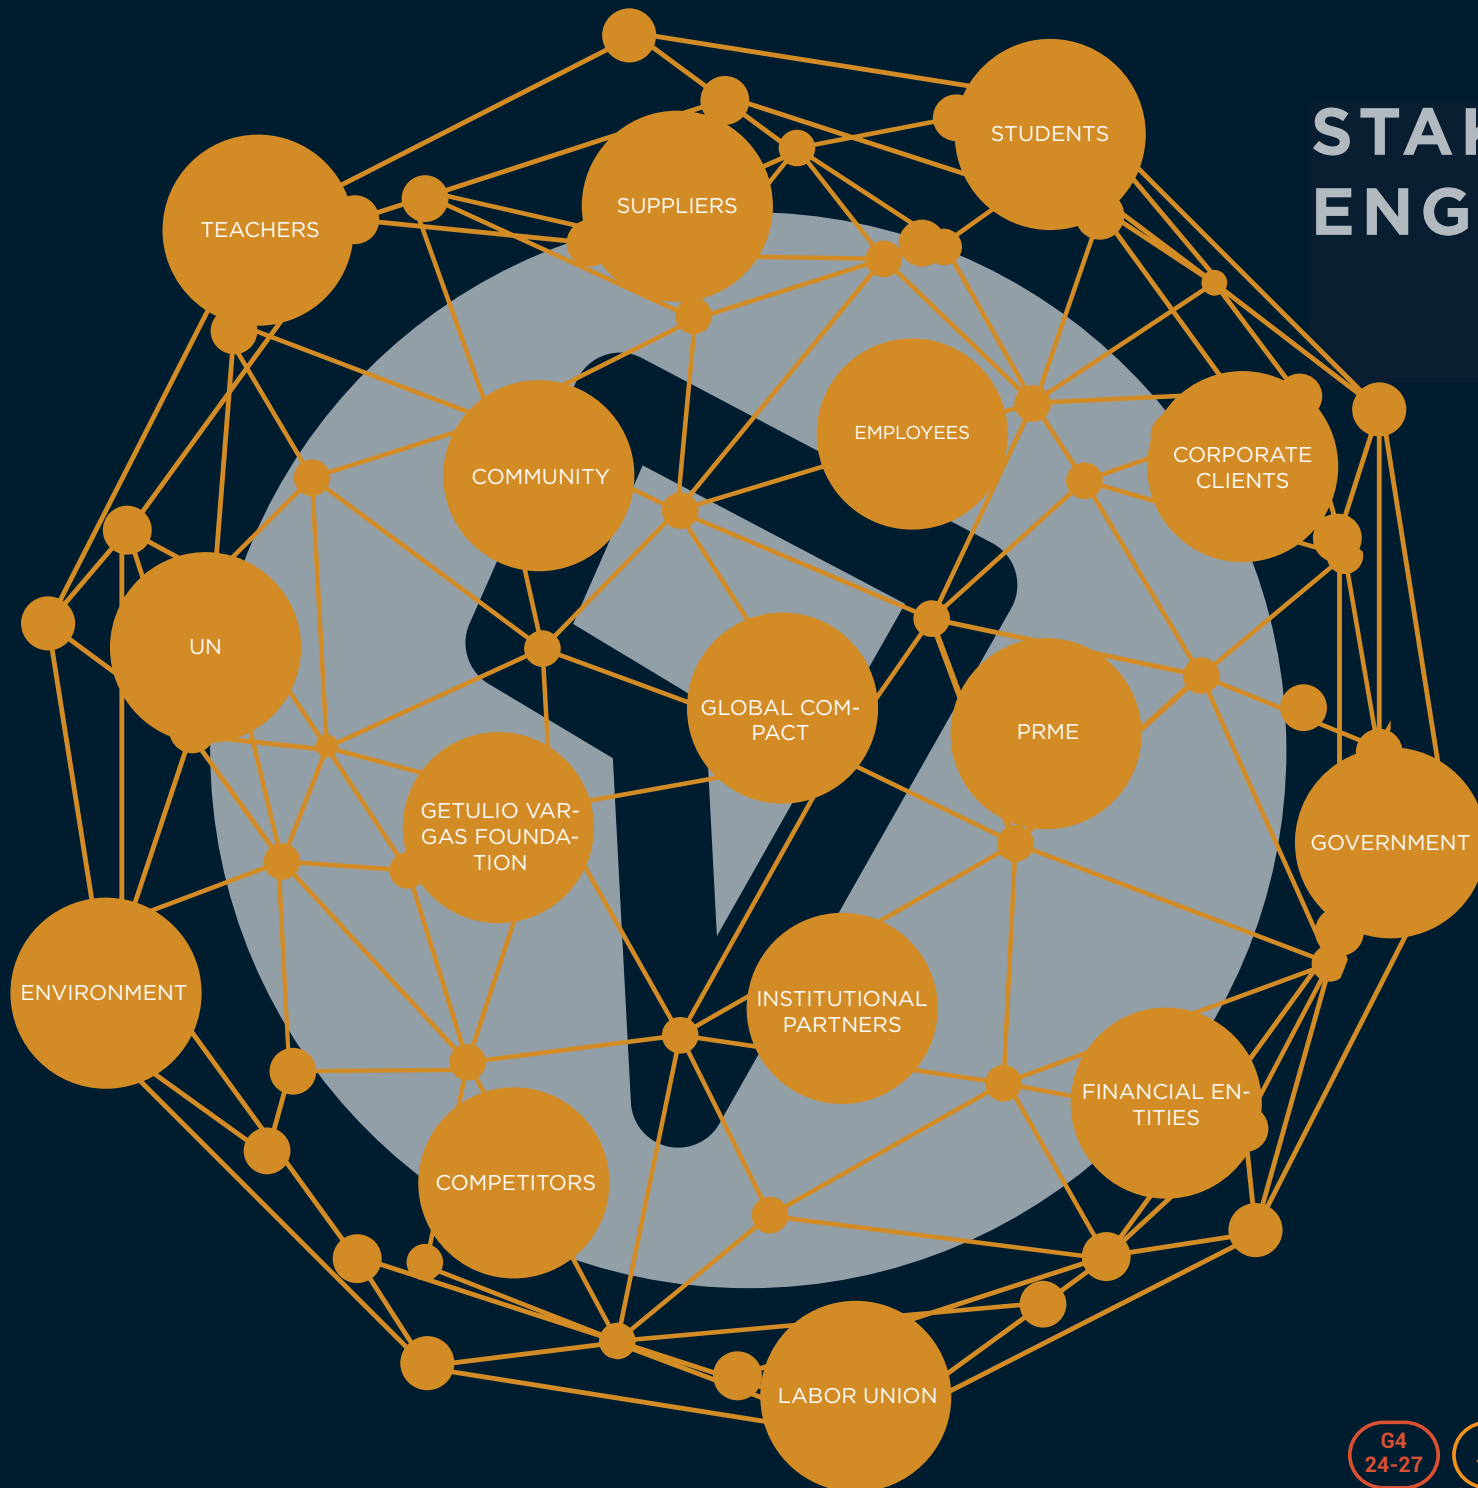 STAK
ENG
STUDENTS
SUPPLIERS
TEACHERS
EMPLOYEES
CORPORATE
CLIENTS
COMMUNITY
UN
GLOBAL COM-
PACT
PRME
GETULIO VAR-
GAS FOUNDA-
TION
GOVERNMENT
ENVIRONMENT
INSTITUTIONAL
PARTNERS
FINANCIAL EN-
TITIES
COMPETITORS
LABOR UNION
G4
24-27